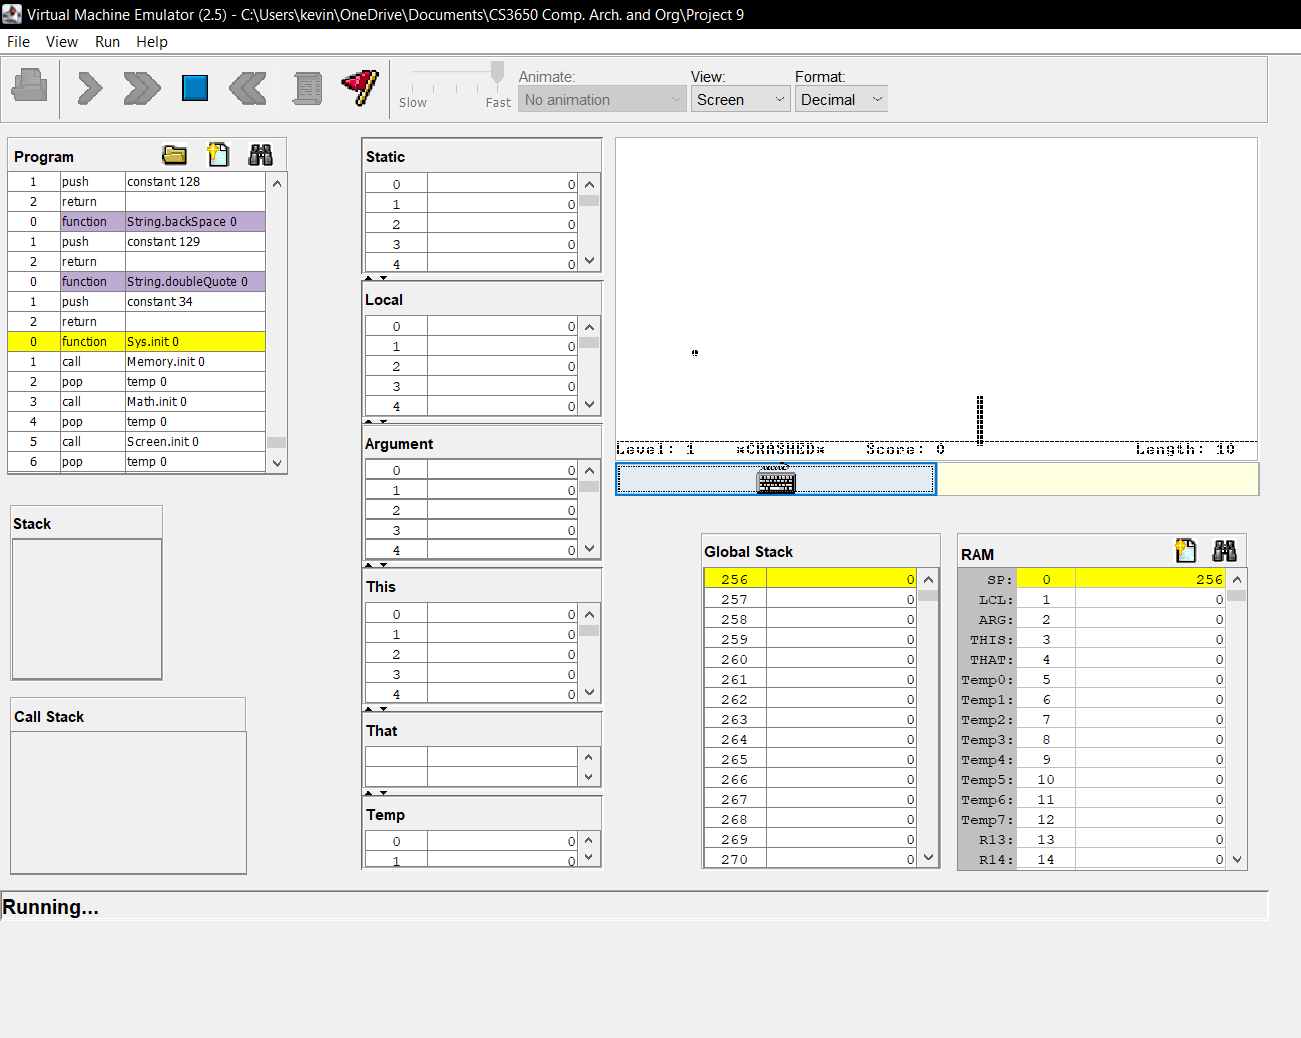 Virtual Machine Emulator (2.5) - C:\Users\kevin\OneDrive\Documents\CS3650 Comp. Arch. and Org\Project 9
File View Run Help
Slow Fast
Animate:
No animation
View:
Screen
Format:
Decimal
Program
1 push constant 128
2 return
0 function String.backSpace 0
1 push constant 129
2 return
0 function String.doubleQuote 0
1 push constant 34
2 return
0 function Sys.init 0
1 call Memory.init 0
2 pop temp 0
3 call Math.init 0
4 pop temp 0
5 call Screen.init 0
6 pop temp 0
Stack
Call Stack
Static
0 0
1 0
2 0
3 0
4 0
Local
0 0
1 0
2 0
3 0
4 0
Argument
0 0
1 0
2 0
3 0
4 0
This
0 0
1 0
2 0
3 0
4 0
That
Temp
0 0
1 0
Level: 1 *CRASHED* Score: 0 Length: 10
Global Stack
256 0
257 0
258 0
259 0
260 0
261 0
262 0
263 0
264 0
265 0
266 0
267 0
268 0
269 0
270 0
RAM
SP: 0 256
LCL: 1 0
ARG: 2 0
THIS: 3 0
THAT: 4 0
Temp0: 5 0
Temp1: 6 0
Temp2: 7 0
Temp3: 8 0
Temp4: 9 0
Temp5: 10 0
Temp6: 11 0
Temp7: 12 0
R13: 13 0
R14: 14 0
Running...